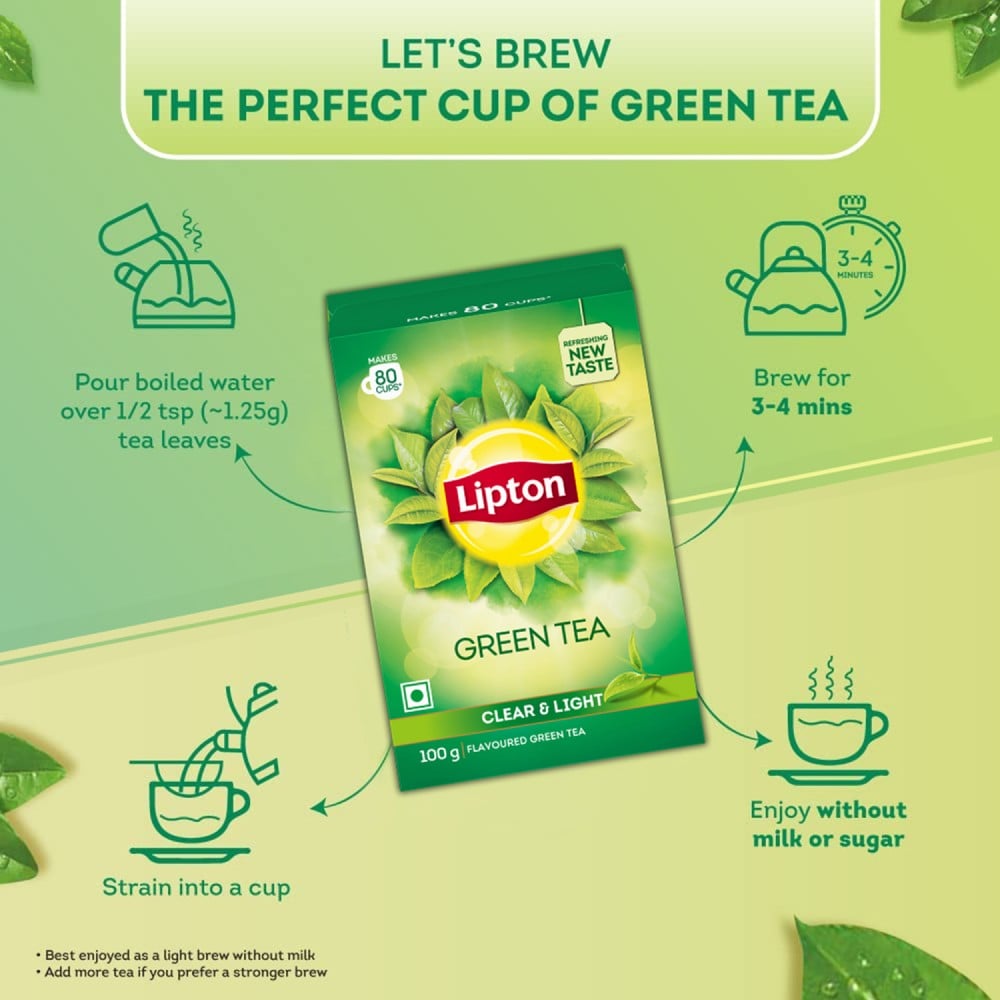 LET'S BREW
THE PERFECT CUP OF GREEN TEA
Pour boiled water
over 1/2 tsp (~1.25g)
tea leaves
3-4
MINUTES
Brew for
3-4 mins
MAKES 80 CUPS*
MAKES
80
CUPS*
REFRESHING
NEW
TASTE
Lipton
GREEN TEA
CLEAR & LIGHT
100 g FLAVOURED GREEN TEA
Strain into a cup
Enjoy without
milk or sugar
• Best enjoyed as a light brew without milk
• Add more tea if you prefer a stronger brew